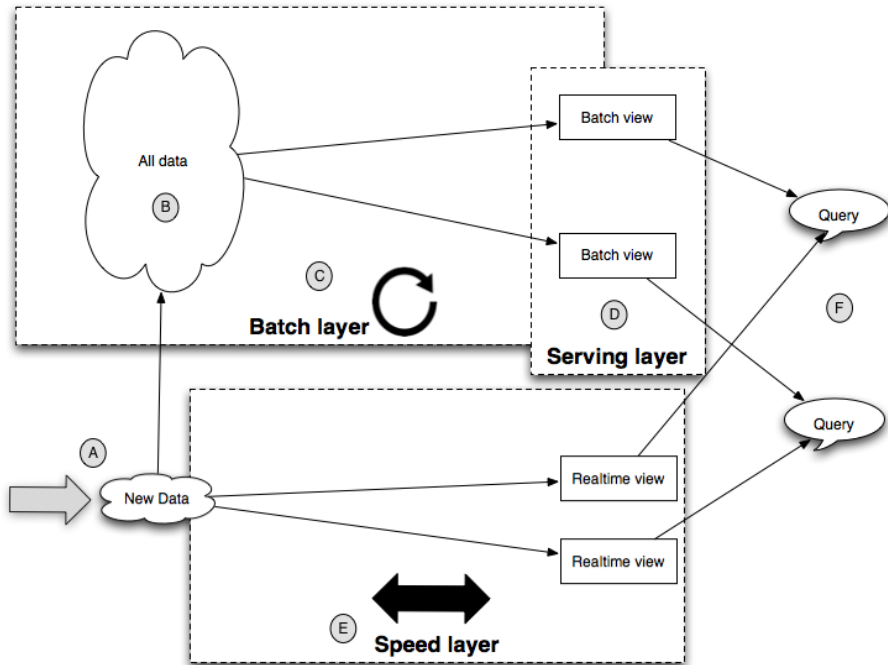 Batch view
All data
B
Query
Batch view
C
F
D
Batch layer
Serving layer
Query
A
Realtime view
New Data
Realtime view
E
Speed layer